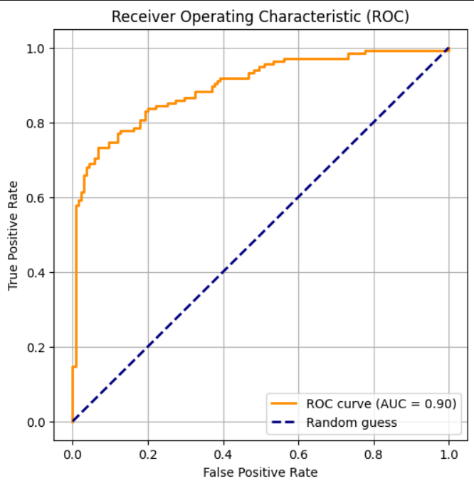 Receiver Operating Characteristic (ROC)
True Positive Rate
1.0
0.8
0.6
0.4
0.2
0.0
ROC curve (AUC = 0.90)
Random guess
0.0 0.2 0.4 0.6 0.8 1.0
False Positive Rate